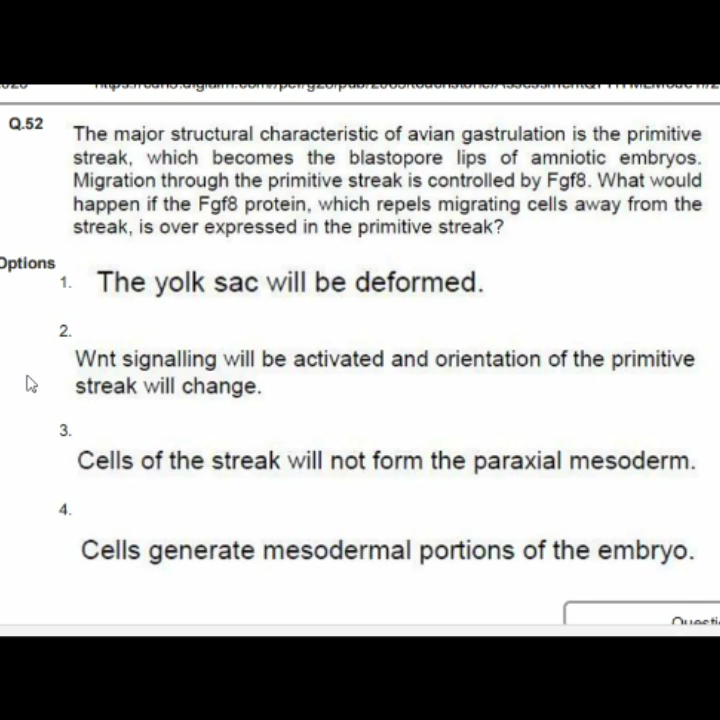 Q.52
The major structural characteristic of avian gastrulation is the primitive
streak, which becomes the blastopore lips of amniotic embryos.
Migration through the primitive streak is controlled by Fgf8. What would
happen if the Fgf8 protein, which repels migrating cells away from the
streak, is over expressed in the primitive streak?
Options
1. The yolk sac will be deformed.
2.
Wnt signalling will be activated and orientation of the primitive
streak will change.
3.
Cells of the streak will not form the paraxial mesoderm.
4.
Cells generate mesodermal portions of the embryo.